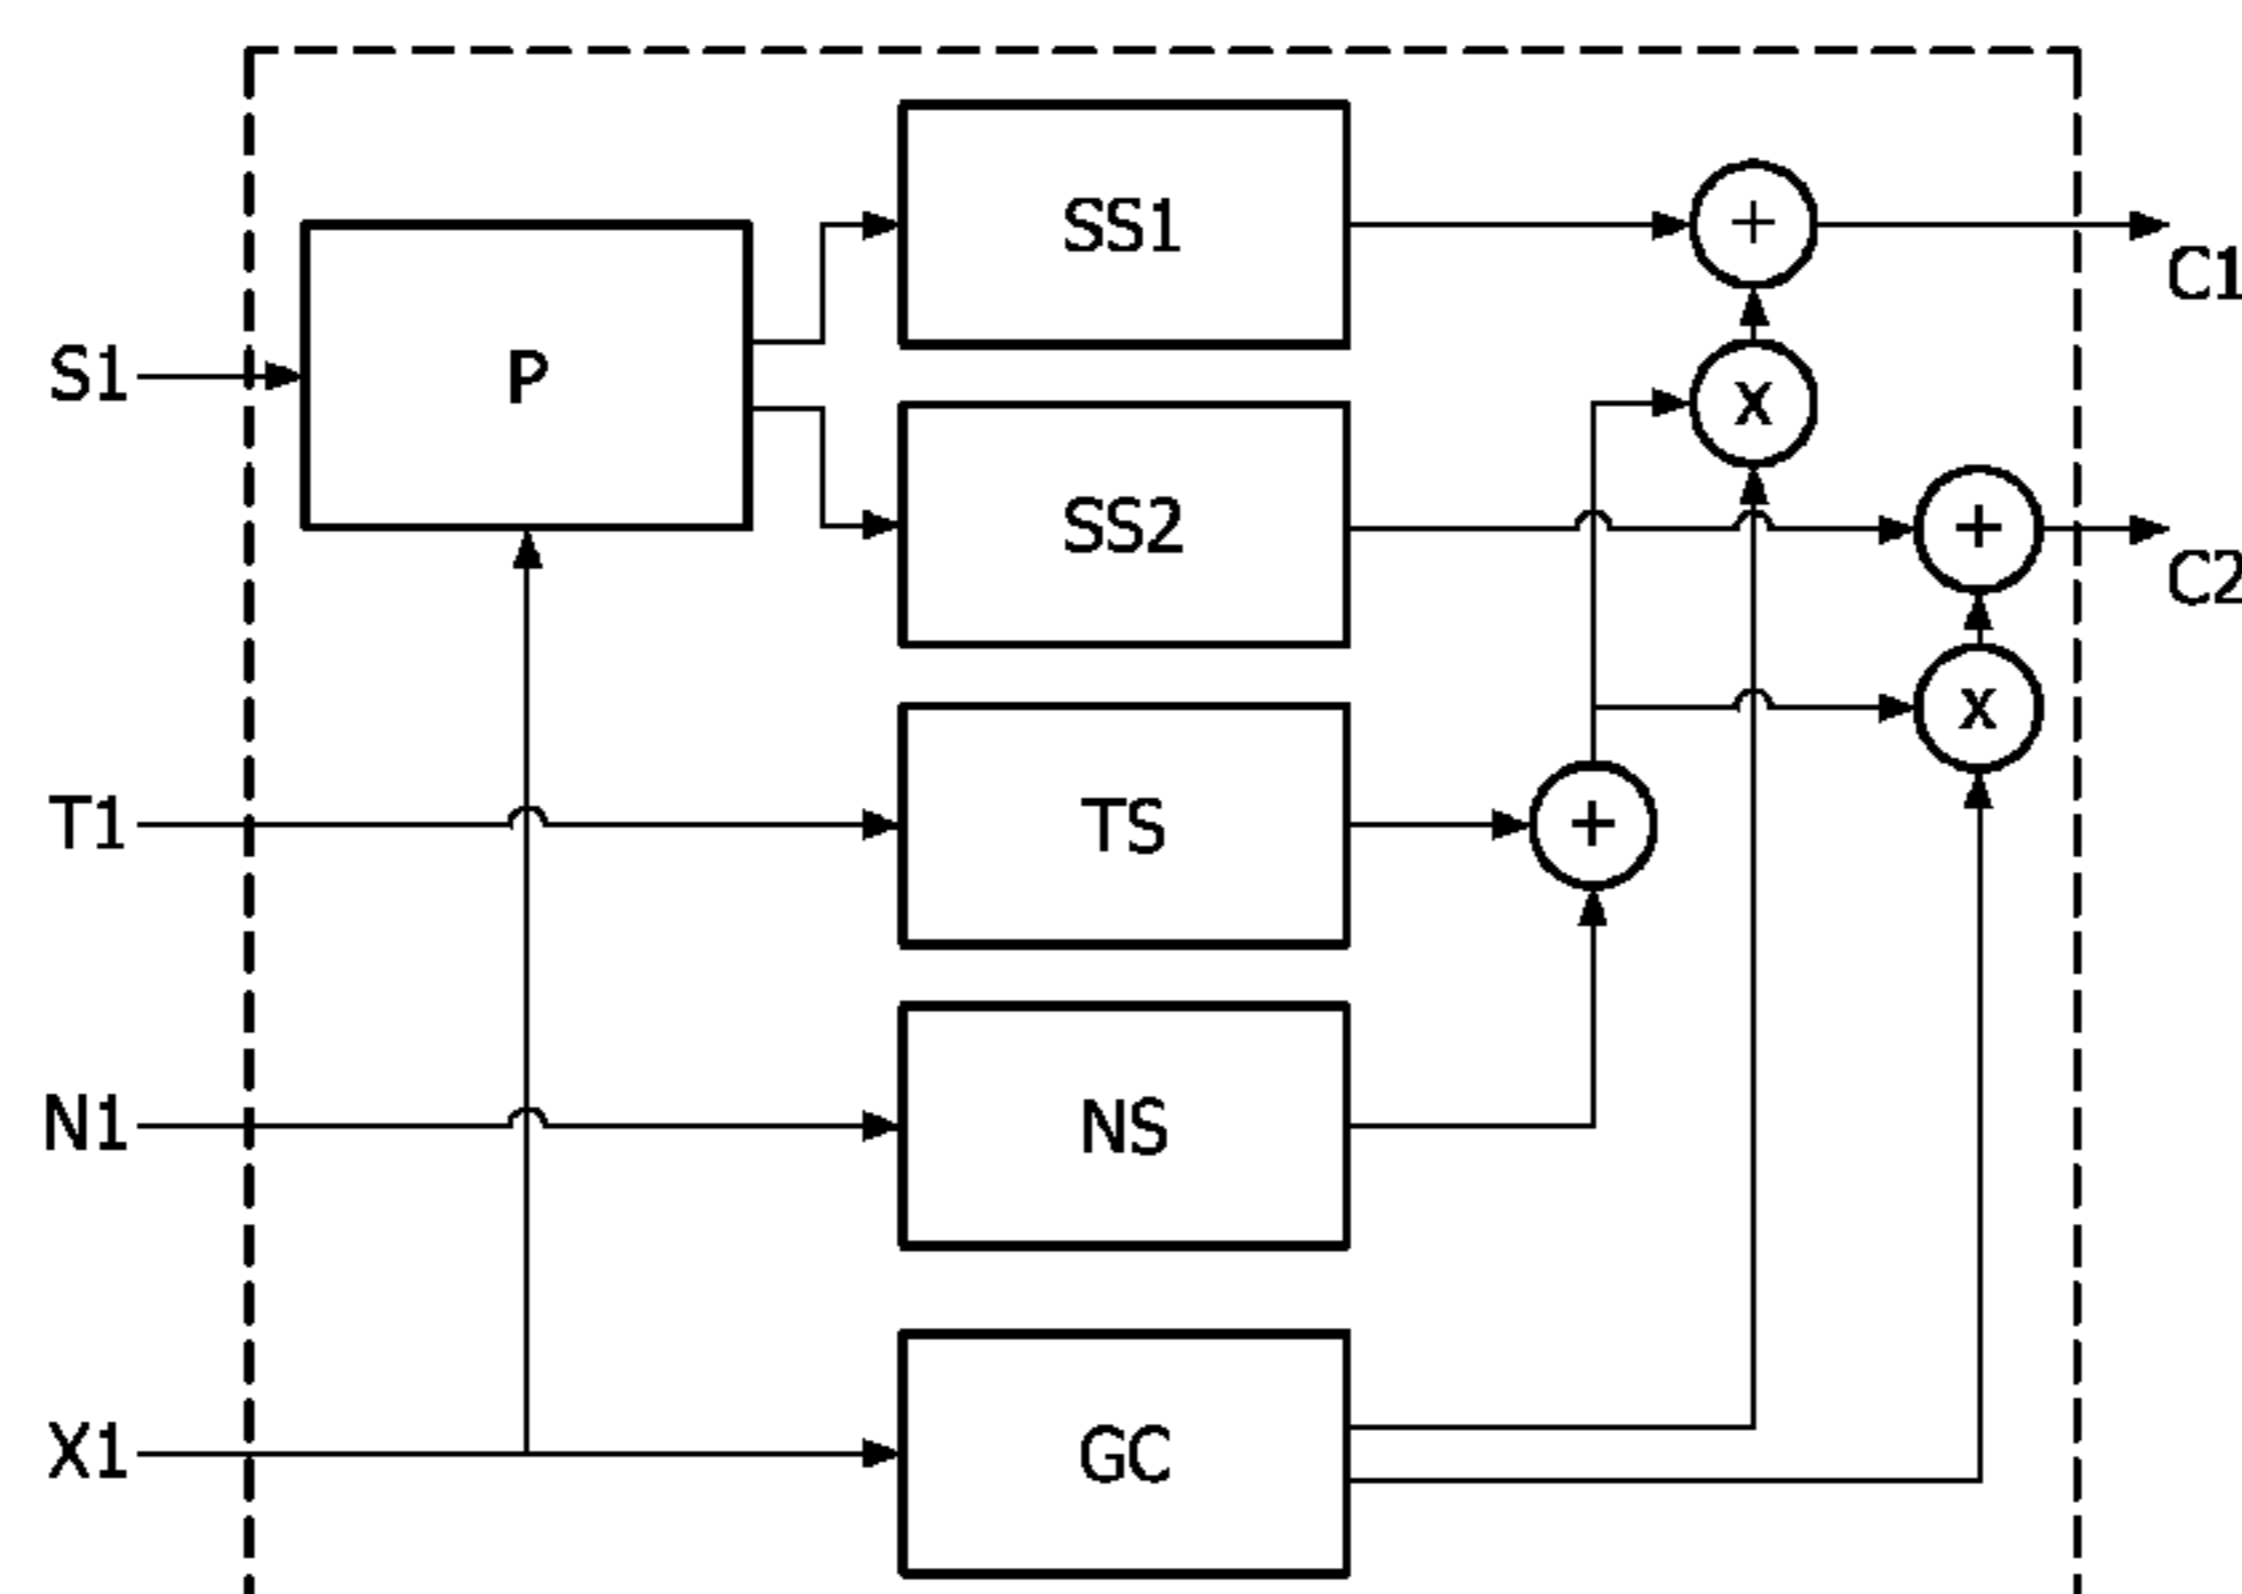 SS1
+
C1
S1
P
x
SS2
+
C2
x
T1
TS
+
N1
NS
X1
GC